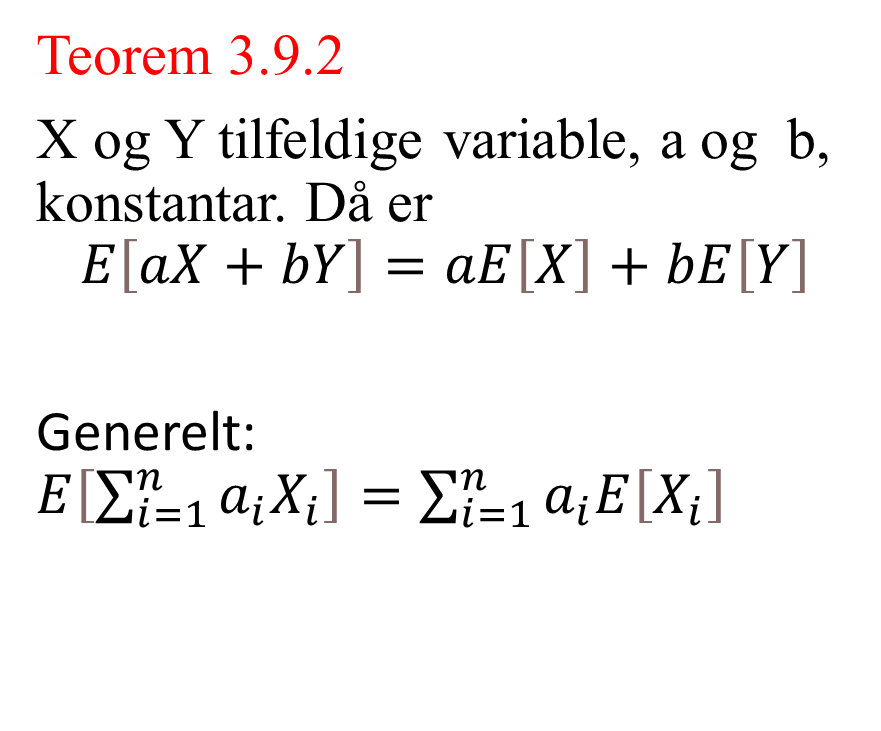 Teorem 3.9.2
X og Y tilfeldige variable, a og b,
konstantar. Då er
𝐸[𝑎𝑋 + 𝑏𝑌] = 𝑎𝐸[𝑋] + 𝑏𝐸[𝑌]
Generelt:
𝐸[∑ⁿᵢ₌₁ 𝑎ᵢ𝑋ᵢ] = ∑ⁿᵢ₌₁ 𝑎ᵢ𝐸[𝑋ᵢ]